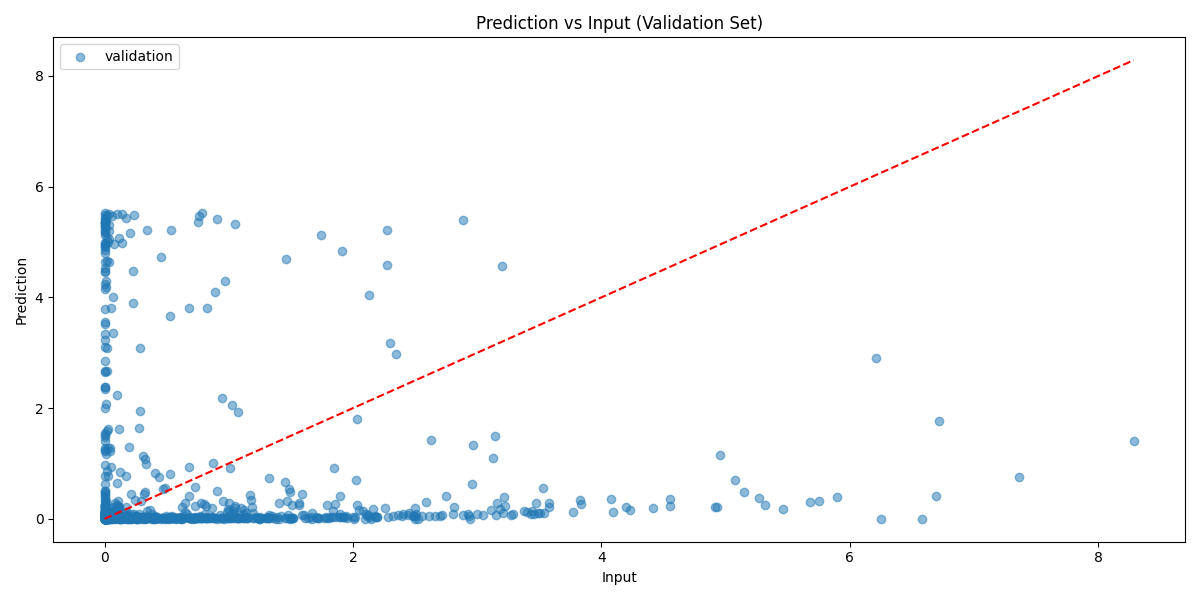 Prediction vs Input (Validation Set)
validation
8
6
4
2
0
Prediction
0 2 4 6 8
Input